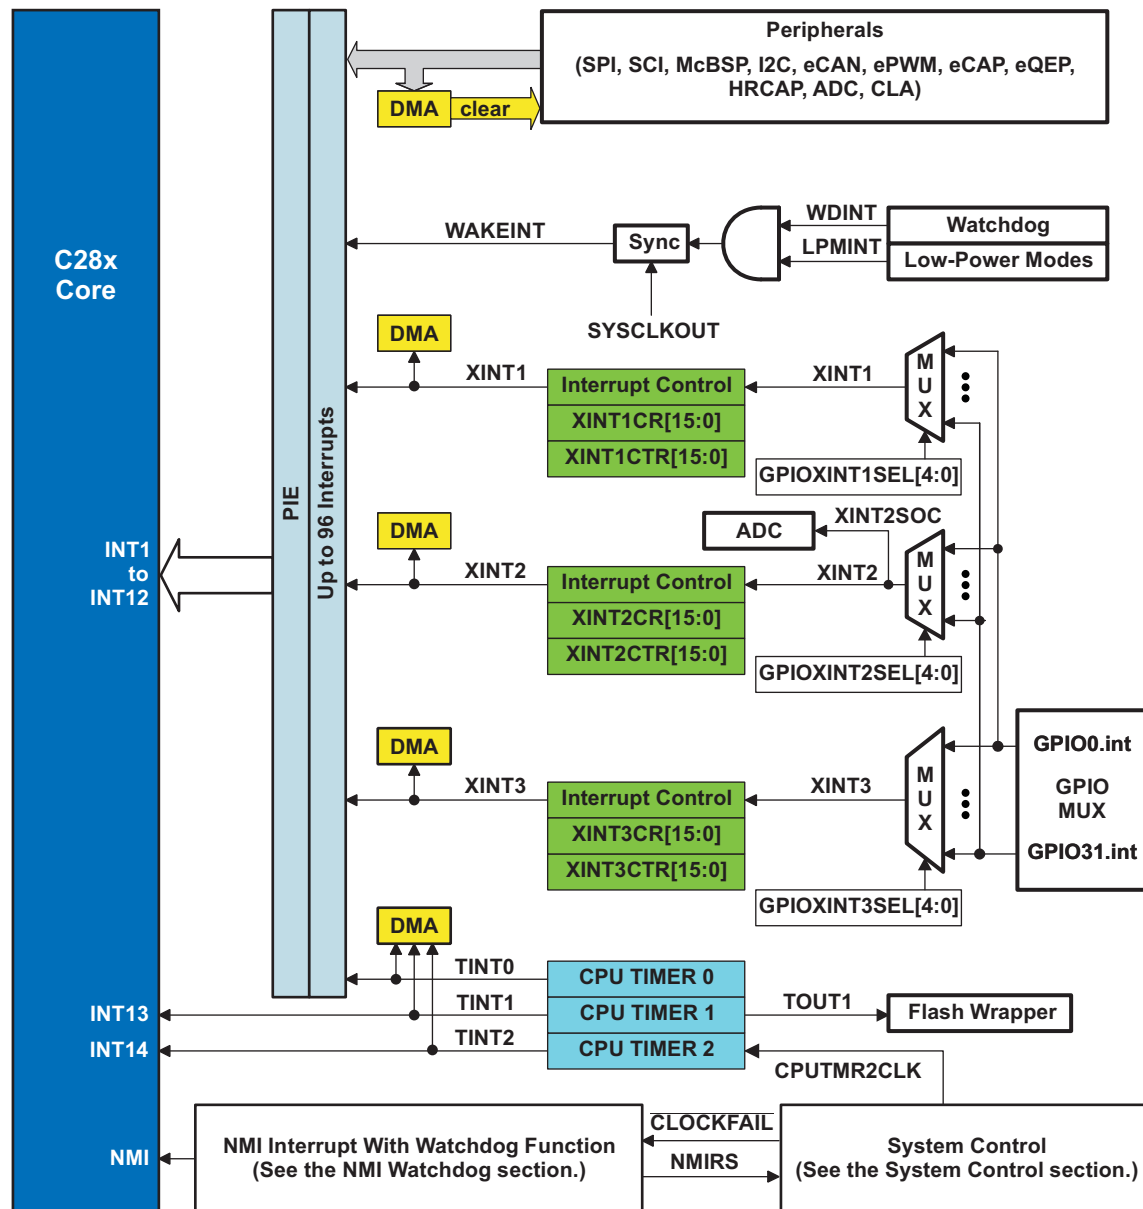 Peripherals
(SPI, SCI, McBSP, I2C, eCAN, ePWM, eCAP, eQEP,
HRCAP, ADC, CLA)
DMA
clear
C28x
Core
WAKEINT
Sync
WDINT
LPMINT
Watchdog
Low-Power Modes
SYSCLKOUT
DMA
XINT1
Interrupt Control
XINT1CR[15:0]
XINT1CTR[15:0]
XINT1
MUX
GPIOXINT1SEL[4:0]
PIE
Up to 96 Interrupts
INT1
to
INT12
DMA
ADC
XINT2SOC
XINT2
Interrupt Control
XINT2CR[15:0]
XINT2CTR[15:0]
XINT2
MUX
GPIOXINT2SEL[4:0]
DMA
XINT3
Interrupt Control
XINT3CR[15:0]
XINT3CTR[15:0]
XINT3
MUX
GPIOXINT3SEL[4:0]
GPIO0.int
GPIO
MUX
GPIO31.int
DMA
TINT0
CPU TIMER 0
INT13
TINT1
CPU TIMER 1
TOUT1
Flash Wrapper
INT14
TINT2
CPU TIMER 2
CPUTMR2CLK
NMI
NMI Interrupt With Watchdog Function
(See the NMI Watchdog section.)
CLOCKFAIL
NMIRS
System Control
(See the System Control section.)